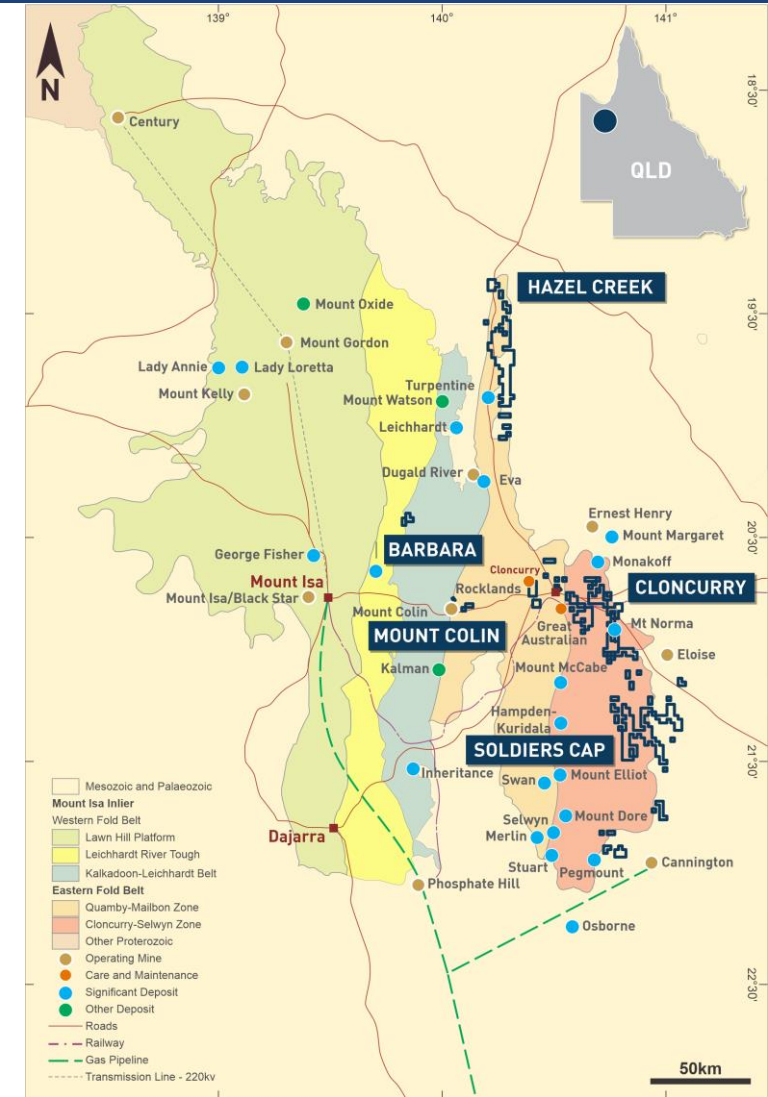 139°
140°
141°
N
18°30'
Century
QLD
HAZEL CREEK
Mount Oxide
19°30'
Mount Gordon
Lady Annie
Lady Loretta
Turpentine
Mount Kelly
Mount Watson
Leichhardt
Dugald River
Eva
Ernest Henry
Mount Margaret
20°30'
George Fisher
BARBARA
Monakoff
Cloncurry
Mount Isa
Rocklands
CLONCURRY
Mount Isa/Black Star
Mount Colin
Great
Australian
Mt Norma
MOUNT COLIN
Eloise
Kalman
Mount McCabe
Hampden-
Kuridala
SOLDIERS CAP
21°30'
Inheritance
Swan
Mount Elliot
Selwyn
Mount Dore
Merlin
Dajarra
Stuart
Pegmount
Cannington
Phosphate Hill
Osborne
22°30'
Mesozoic and Palaeozoic
Mount Isa Inlier
Western Fold Belt
Lawn Hill Platform
Leichhardt River Tough
Kalkadoon-Leichhardt Belt
Eastern Fold Belt
Quamby-Mailbon Zone
Cloncurry-Selwyn Zone
Other Proterozoic
Operating Mine
Care and Maintenance
Significant Deposit
Other Deposit
Roads
Railway
Gas Pipeline
Transmission Line - 220kv
50km